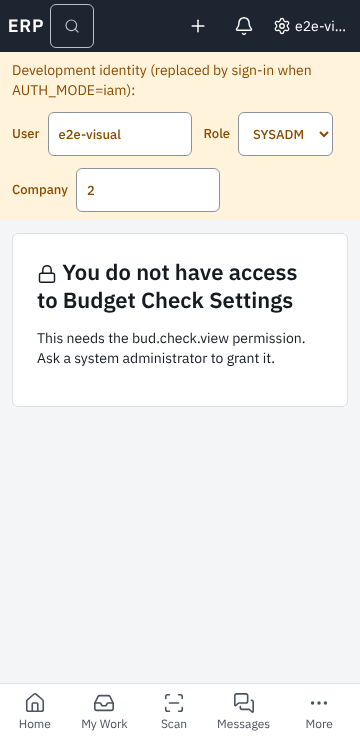 ERP
e2e-vi...
Development identity (replaced by sign-in when
AUTH_MODE=iam):
User
e2e-visual
Role
SYSADM
Company
2
You do not have access
to Budget Check Settings
This needs the bud.check.view permission.
Ask a system administrator to grant it.
Home
My Work
Scan
Messages
More